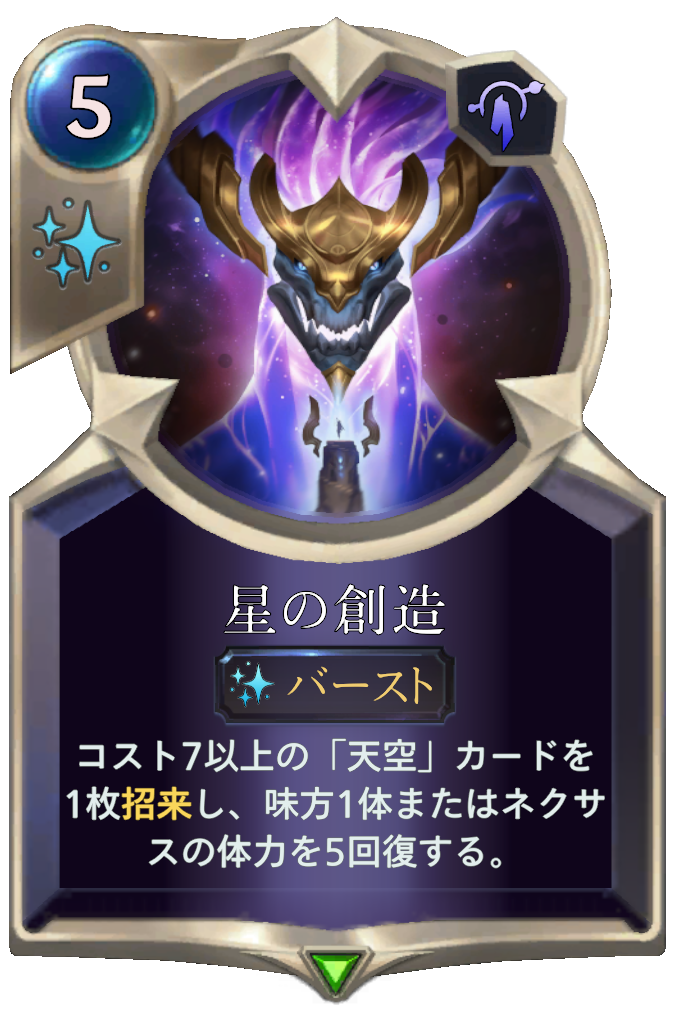 5
星の創造
バースト
コスト7以上の「天空」カードを
1枚招来し、味方1体またはネクサ
スの体力を5回復する。